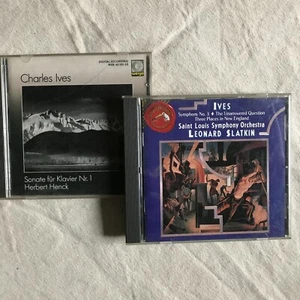 Charles Ives
Sonate für Klavier Nr. 1
Herbert Henck
IVES
Symphony No. 3 ♦ The Unanswered Question
Three Places in New England
Saint Louis Symphony Orchestra
LEONARD SLATKIN